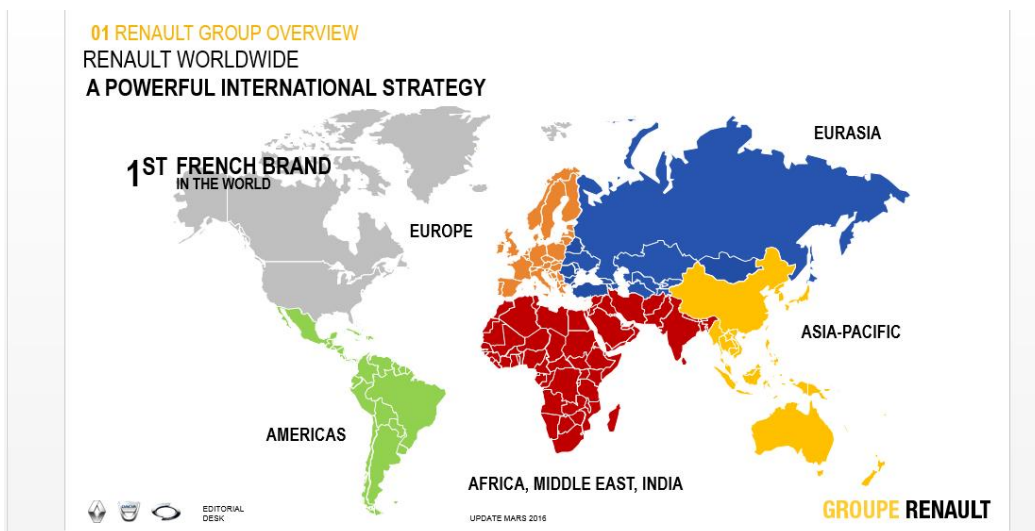 01 RENAULT GROUP OVERVIEW
RENAULT WORLDWIDE
A POWERFUL INTERNATIONAL STRATEGY
EURASIA
1ST FRENCH BRAND
IN THE WORLD
EUROPE
ASIA-PACIFIC
AMERICAS
AFRICA, MIDDLE EAST, INDIA
EDITORIAL
DESK
UPDATE MARS 2016
GROUPE RENAULT